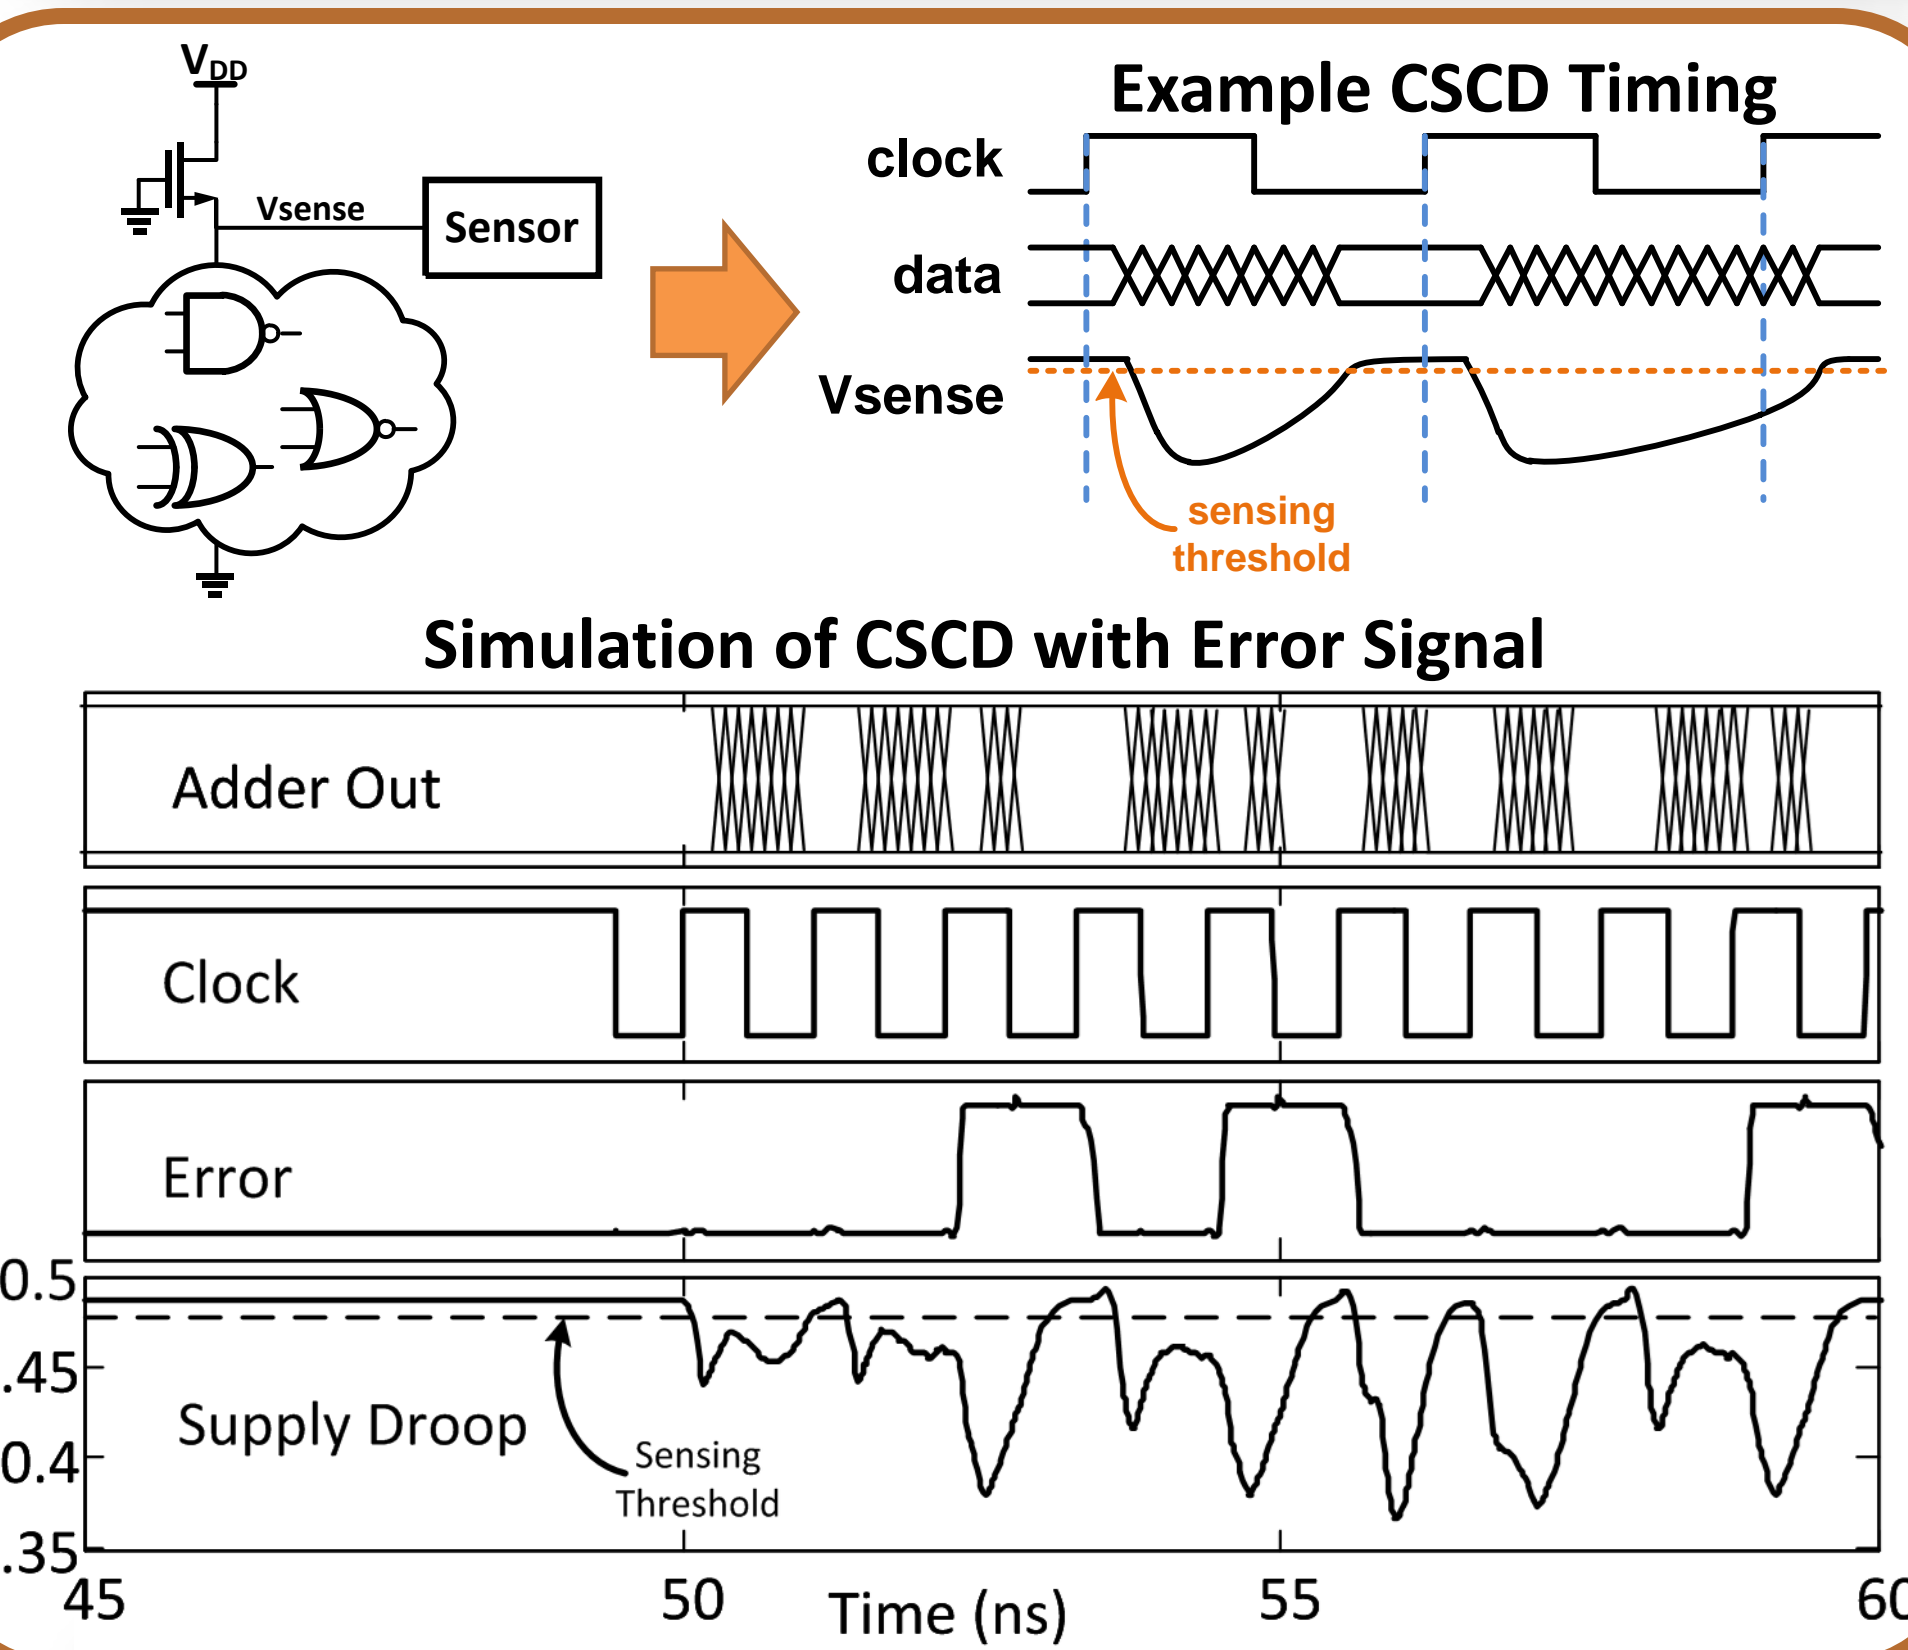 VDD
Vsense
Sensor
Example CSCD Timing
clock
data
Vsense
sensing
threshold
Simulation of CSCD with Error Signal
Adder Out
Clock
Error
0.5
.45
0.4
.35
Supply Droop
Sensing
Threshold
45
50
55
60
Time (ns)